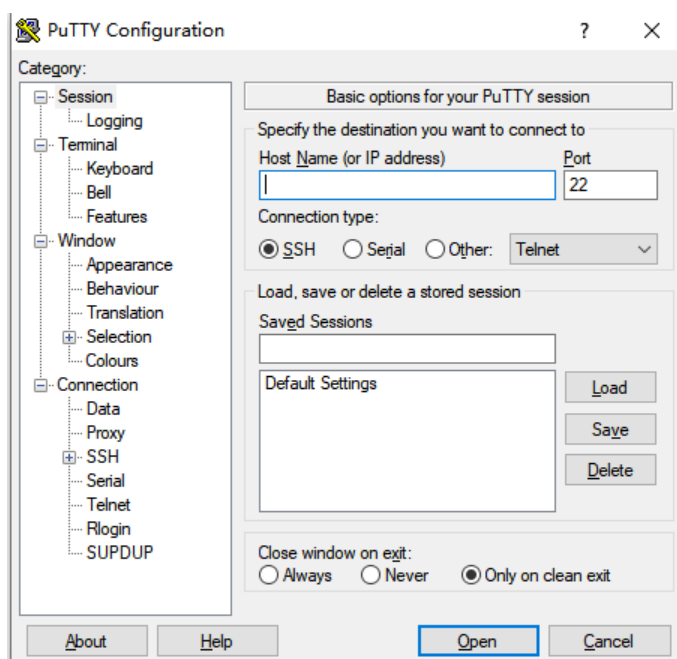 PuTTY Configuration
?
Category:
Session
Logging
Terminal
Keyboard
Bell
Features
Window
Appearance
Behaviour
Translation
Selection
Colours
Connection
Data
Proxy
SSH
Serial
Telnet
Rlogin
SUPDUP
Basic options for your PuTTY session
Specify the destination you want to connect to
Host Name (or IP address) Port
22
Connection type:
SSH Serial Other: Telnet
Load, save or delete a stored session
Saved Sessions
Default Settings
Load
Save
Delete
Close window on exit:
Always Never Only on clean exit
About Help Open Cancel